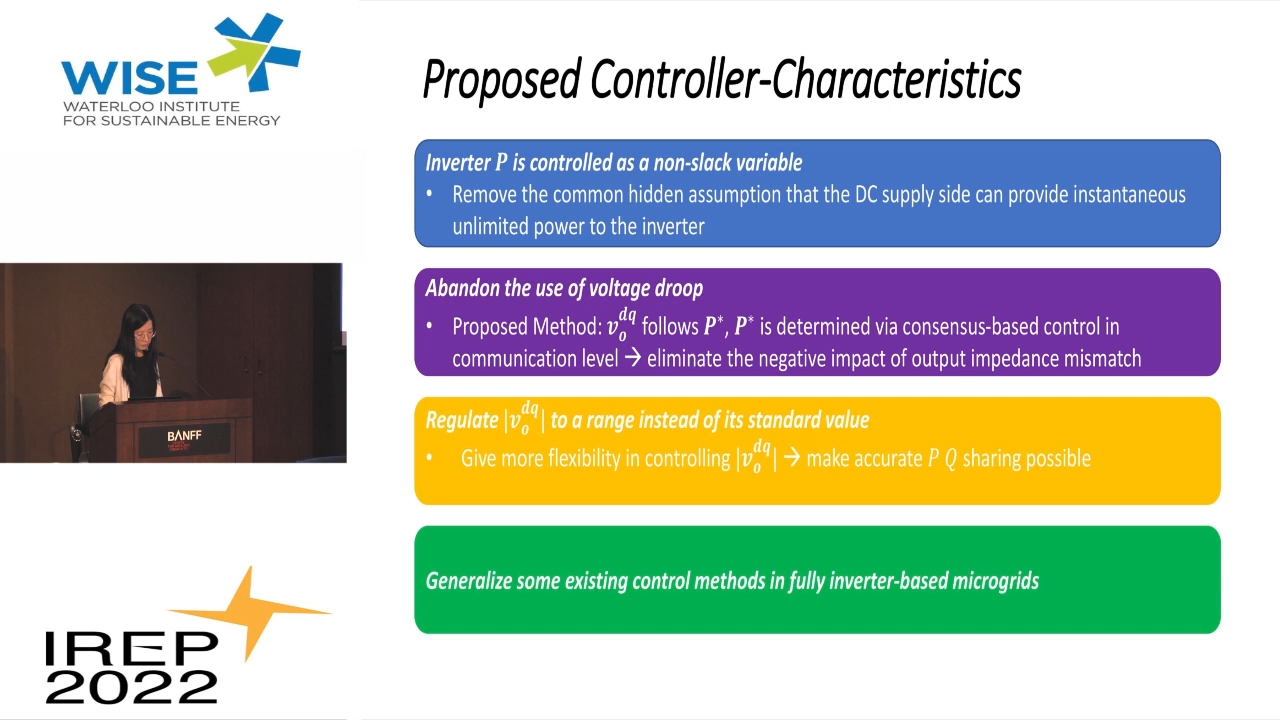 WISE
WATERLOO INSTITUTE
FOR SUSTAINABLE ENERGY
Proposed Controller-Characteristics
Inverter P is controlled as a non-slack variable
• Remove the common hidden assumption that the DC supply side can provide instantaneous
unlimited power to the inverter
Abandon the use of voltage droop
• Proposed Method: v_o^{dq} follows P*, P* is determined via consensus-based control in
communication level → eliminate the negative impact of output impedance mismatch
Regulate |v_o^{dq}| to a range instead of its standard value
• Give more flexibility in controlling |v_o^{dq}| → make accurate P Q sharing possible
Generalize some existing control methods in fully inverter-based microgrids
BANFF
IREP
2022